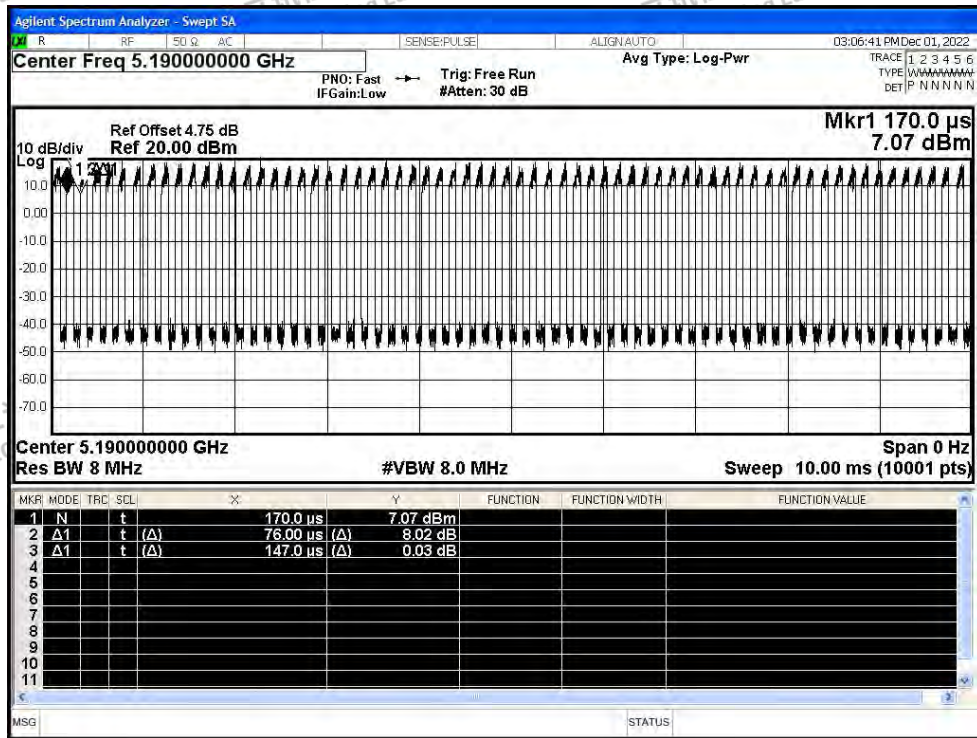 Agilent Spectrum Analyzer - Swept SA
LXI R RF 50 Ω AC SENSE:PULSE ALIGN AUTO 03:06:41 PM Dec 01, 2022
Center Freq 5.190000000 GHz Avg Type: Log-Pwr TRACE 1 2 3 4 5 6
PNO: Fast Trig: Free Run TYPE
IFGain:Low #Atten: 30 dB DET P N N N N N
Mkr1 170.0 µs
Ref Offset 4.75 dB
10 dB/div Ref 20.00 dBm 7.07 dBm
Log
10.0
0.00
-10.0
-20.0
-30.0
-40.0
-50.0
-60.0
-70.0
Center 5.190000000 GHz Span 0 Hz
Res BW 8 MHz #VBW 8.0 MHz Sweep 10.00 ms (10001 pts)
MKR MODE TRC SCL X Y FUNCTION FUNCTION WIDTH FUNCTION VALUE
1 N t 170.0 µs 7.07 dBm
2 Δ1 t (Δ) 76.00 µs (Δ) 8.02 dB
3 Δ1 t (Δ) 147.0 µs (Δ) 0.03 dB
4
5
6
7
8
9
10
11
MSG STATUS